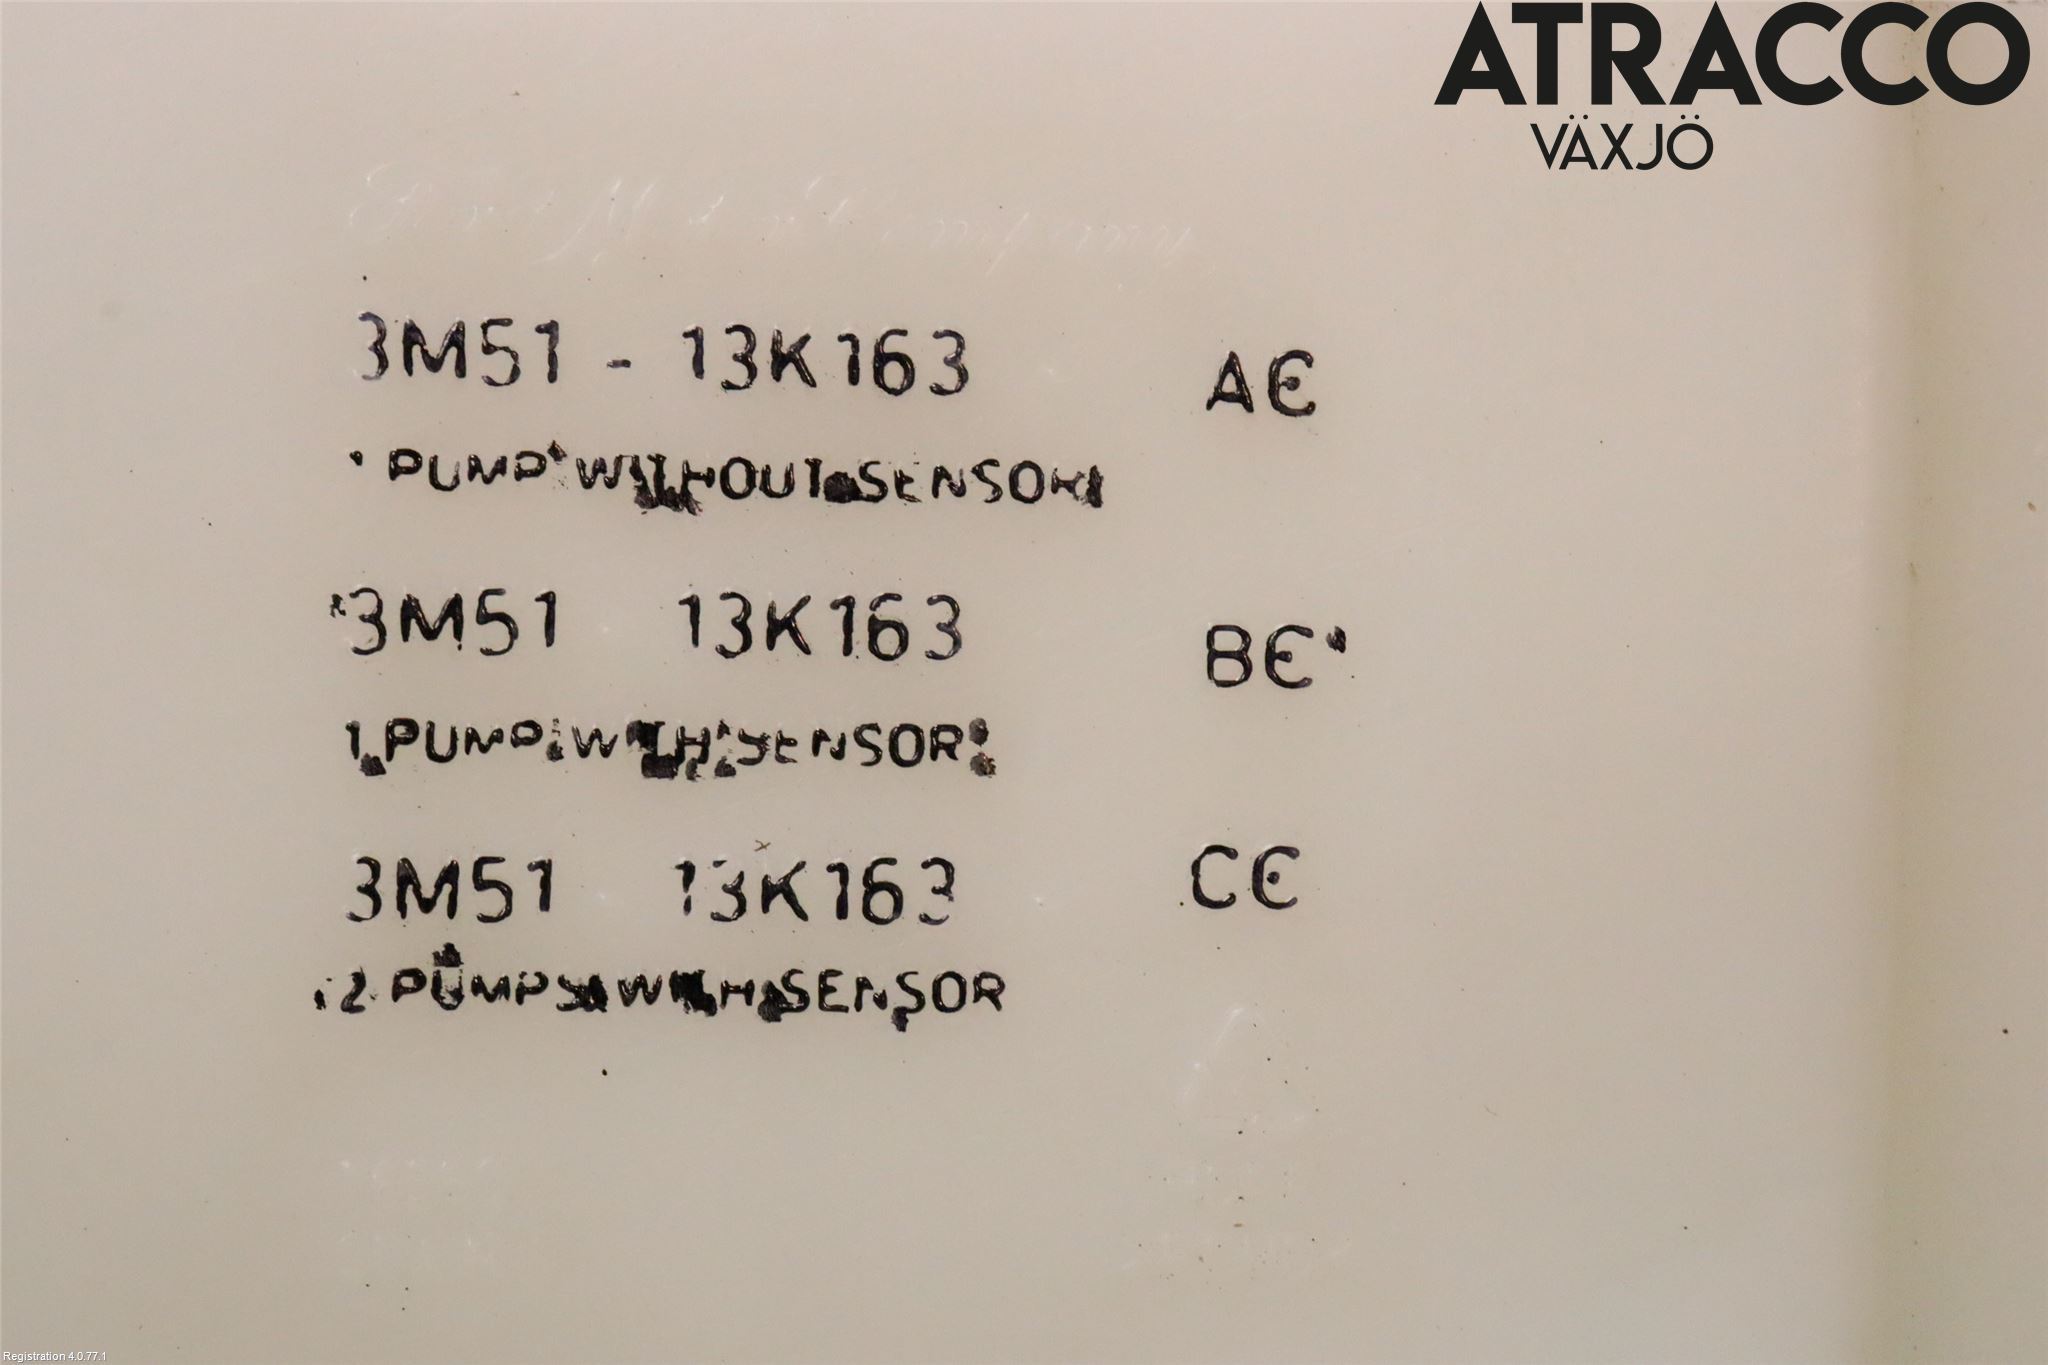 ATRACCO
VÄXJÖ
3M51 - 13K163 AE
PUMP WITHOUT SENSOR
3M51 13K163 BE
1 PUMP WITH SENSOR
3M51 13K163 CE
2 PUMPS WITH SENSOR
Registration 4.0.77.1